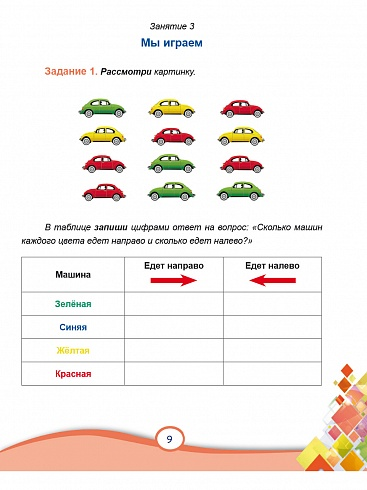 Занятие 3
Мы играем
Задание 1. Рассмотри картинку.
В таблице запиши цифрами ответ на вопрос: «Сколько машин
каждого цвета едет направо и сколько едет налево?»
Машина
Едет направо
Едет налево
Зелёная
Синяя
Жёлтая
Красная
9